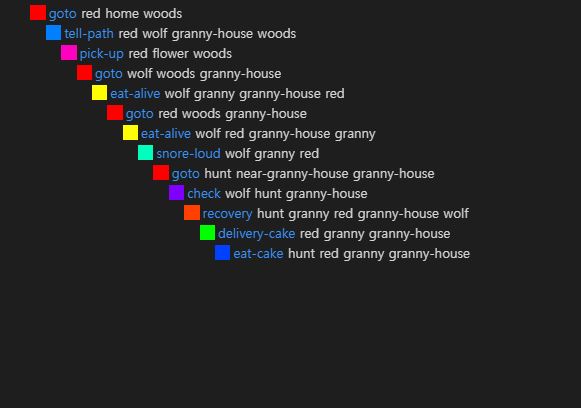 goto red home woods
tell-path red wolf granny-house woods
pick-up red flower woods
goto wolf woods granny-house
eat-alive wolf granny granny-house red
goto red woods granny-house
eat-alive wolf red granny-house granny
snore-loud wolf granny red
goto hunt near-granny-house granny-house
check wolf hunt granny-house
recovery hunt granny red granny-house wolf
delivery-cake red granny granny-house
eat-cake hunt red granny granny-house